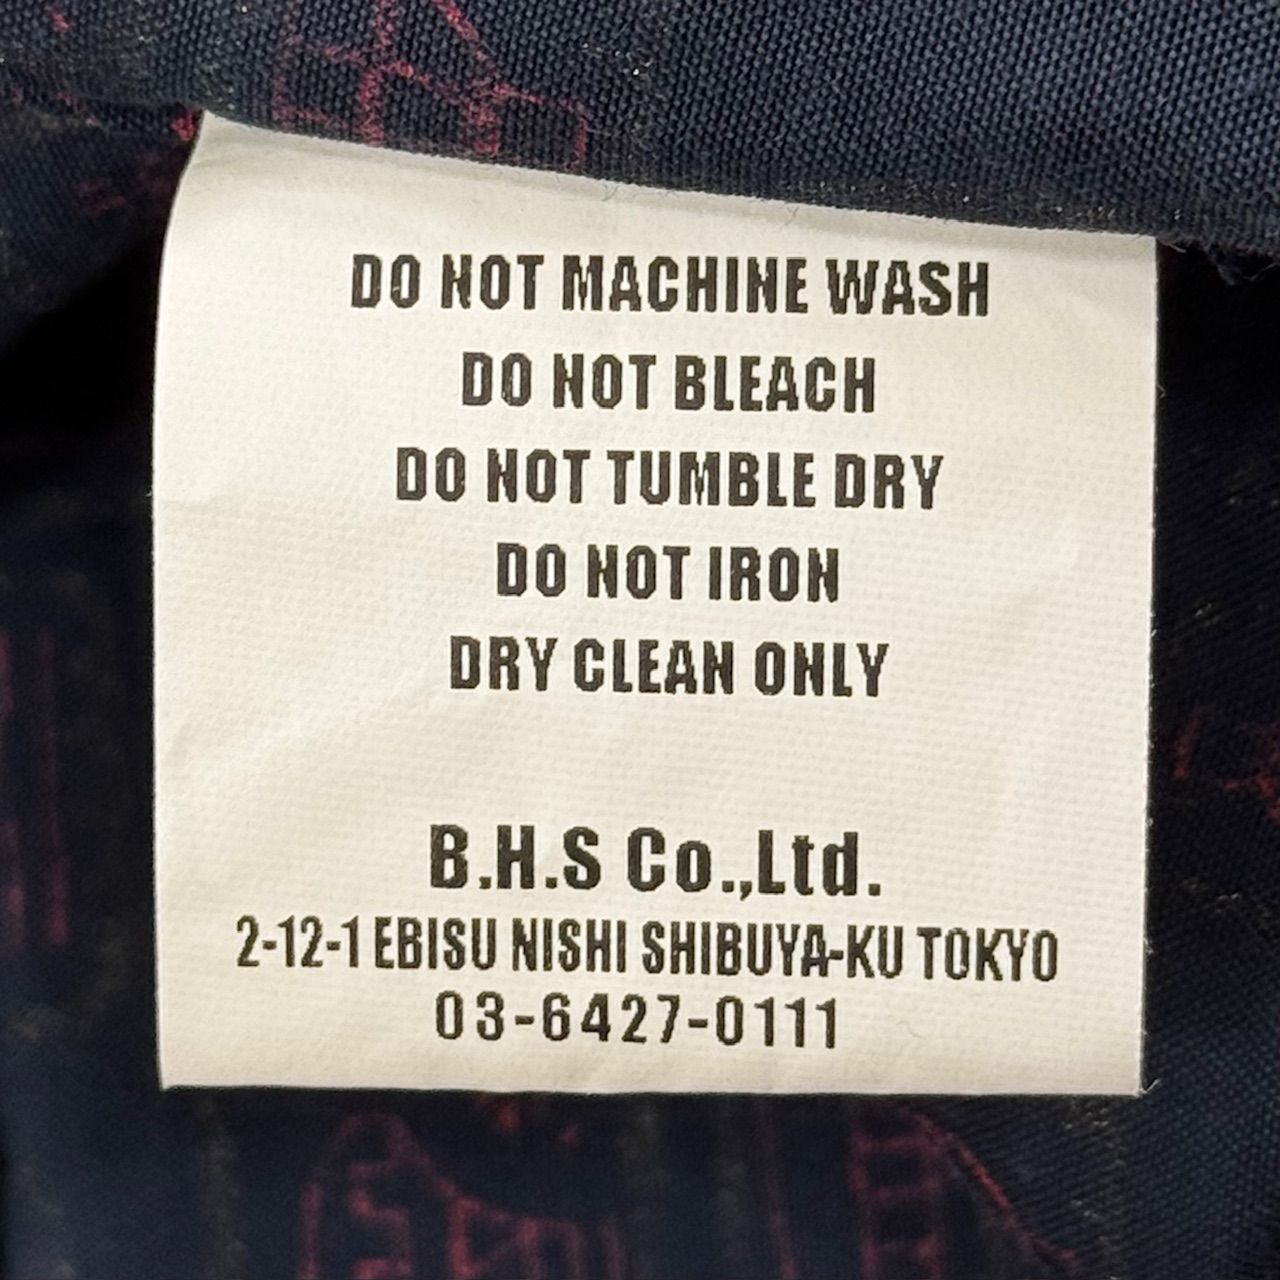 DO NOT MACHINE WASH
DO NOT BLEACH
DO NOT TUMBLE DRY
DO NOT IRON
DRY CLEAN ONLY
B.H.S Co.,Ltd.
2-12-1 EBISU NISHI SHIBUYA-KU TOKYO
03-6427-0111